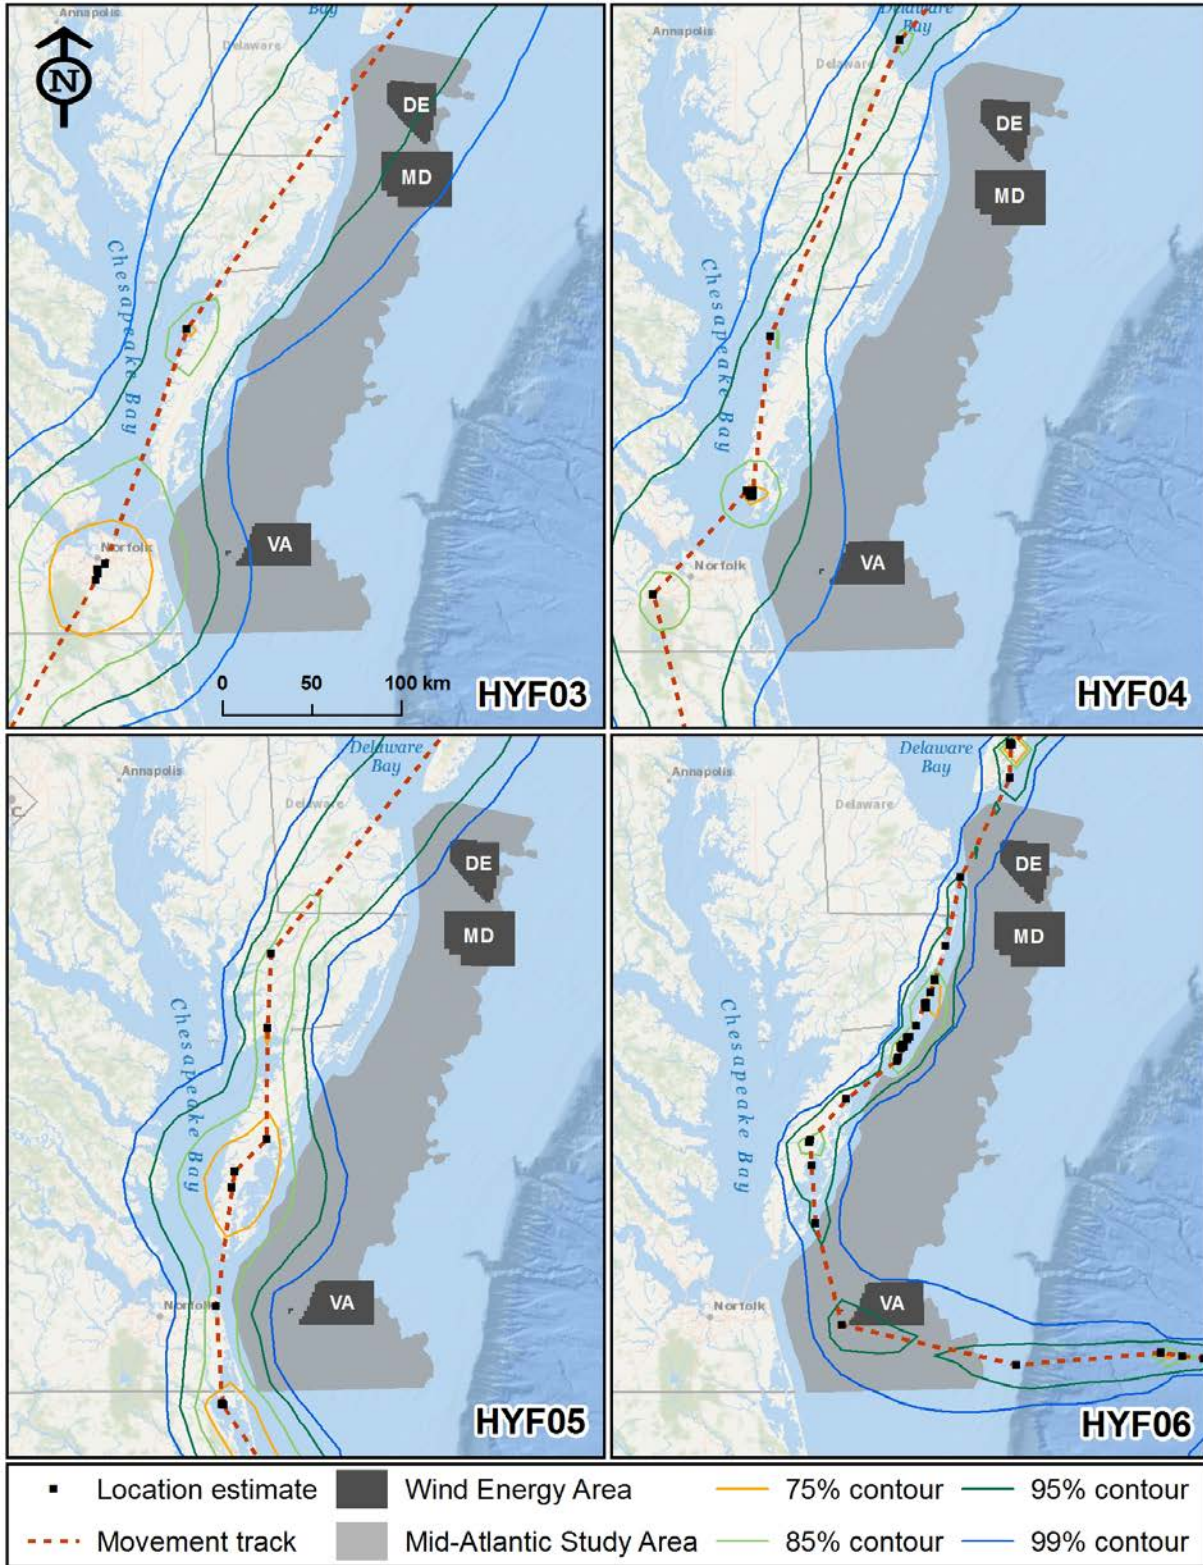 Annapolis
Bay
Delaware
N
DE
MD
Chesapeake Bay
Norfolk
VA
0 50 100 km
HYF03
Delaware
Bay
Annapolis
Delaware
DE
MD
Chesapeake Bay
Norfolk
VA
HYF04
Delaware
Bay
Annapolis
Delaware
DE
MD
Chesapeake Bay
Norfolk
VA
HYF05
Delaware
Bay
Annapolis
Delaware
DE
MD
Chesapeake Bay
Norfolk
VA
HYF06
Location estimate Wind Energy Area 75% contour 95% contour
Movement track Mid-Atlantic Study Area 85% contour 99% contour